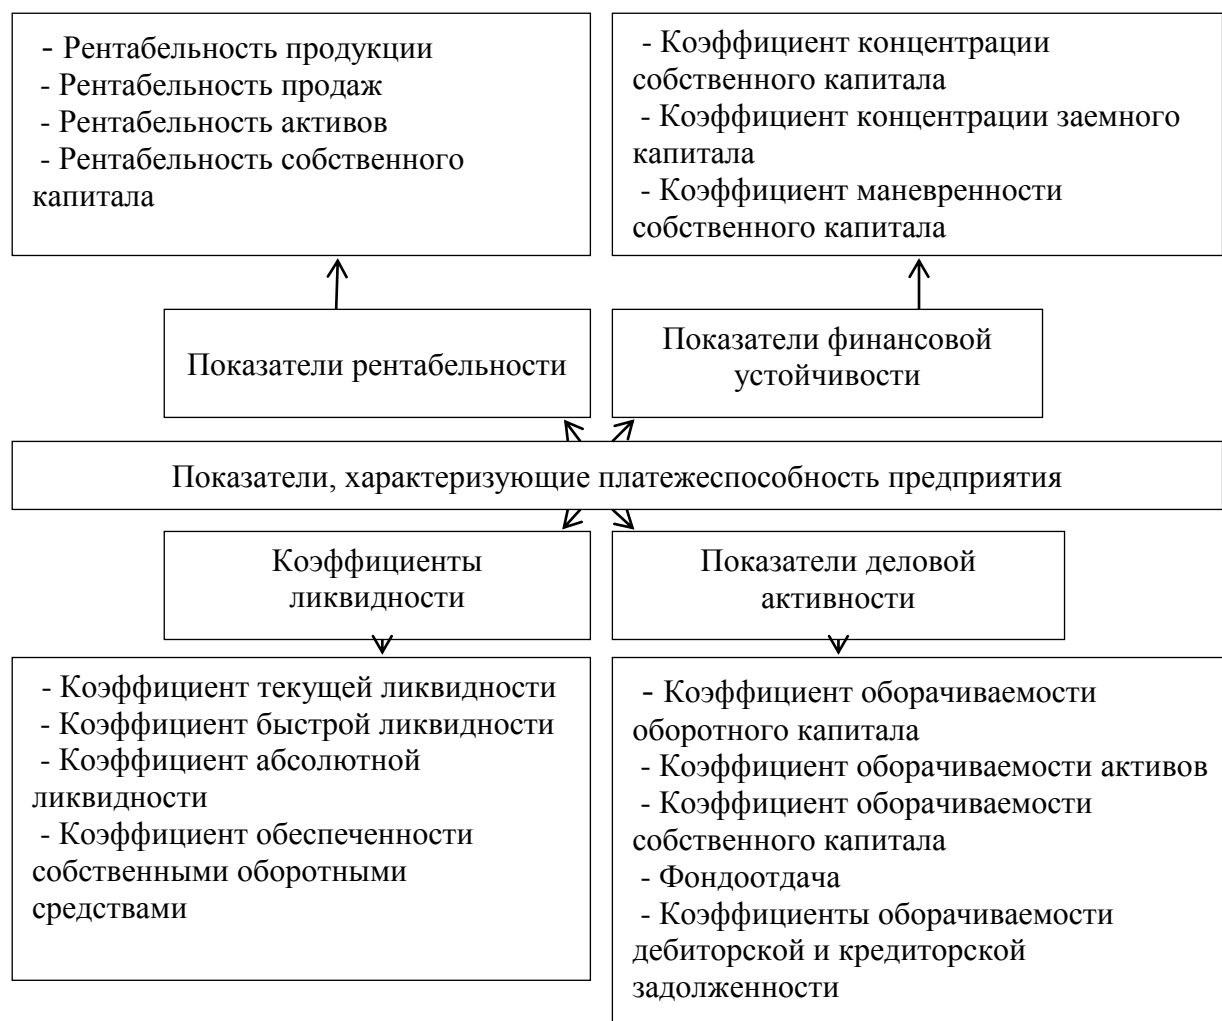 - Рентабельность продукции
- Рентабельность продаж
- Рентабельность активов
- Рентабельность собственного
капитала
- Коэффициент концентрации
собственного капитала
- Коэффициент концентрации заемного
капитала
- Коэффициент маневренности
собственного капитала
Показатели рентабельности
Показатели финансовой
устойчивости
Показатели, характеризующие платежеспособность предприятия
Коэффициенты
ликвидности
Показатели деловой
активности
- Коэффициент текущей ликвидности
- Коэффициент быстрой ликвидности
- Коэффициент абсолютной
ликвидности
- Коэффициент обеспеченности
собственными оборотными
средствами
- Коэффициент оборачиваемости
оборотного капитала
- Коэффициент оборачиваемости активов
- Коэффициент оборачиваемости
собственного капитала
- Фондоотдача
- Коэффициенты оборачиваемости
дебиторской и кредиторской
задолженности